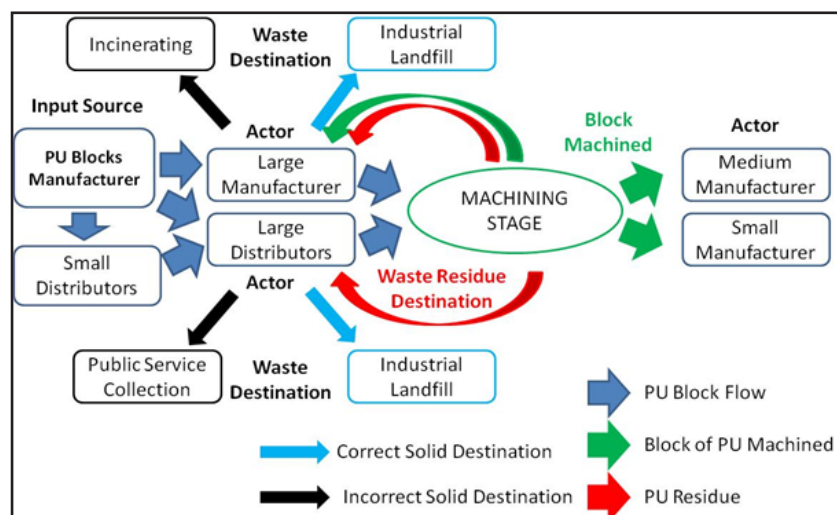 Incinerating
Waste
Destination
Industrial
Landfill
Input Source
Actor
Block
Machined
Actor
PU Blocks
Manufacturer
Large
Manufacturer
MACHINING
STAGE
Medium
Manufacturer
Small
Distributors
Large
Distributors
Small
Manufacturer
Actor
Waste Residue
Destination
Public Service
Collection
Waste
Destination
Industrial
Landfill
PU Block Flow
Correct Solid Destination
Block of PU Machined
Incorrect Solid Destination
PU Residue